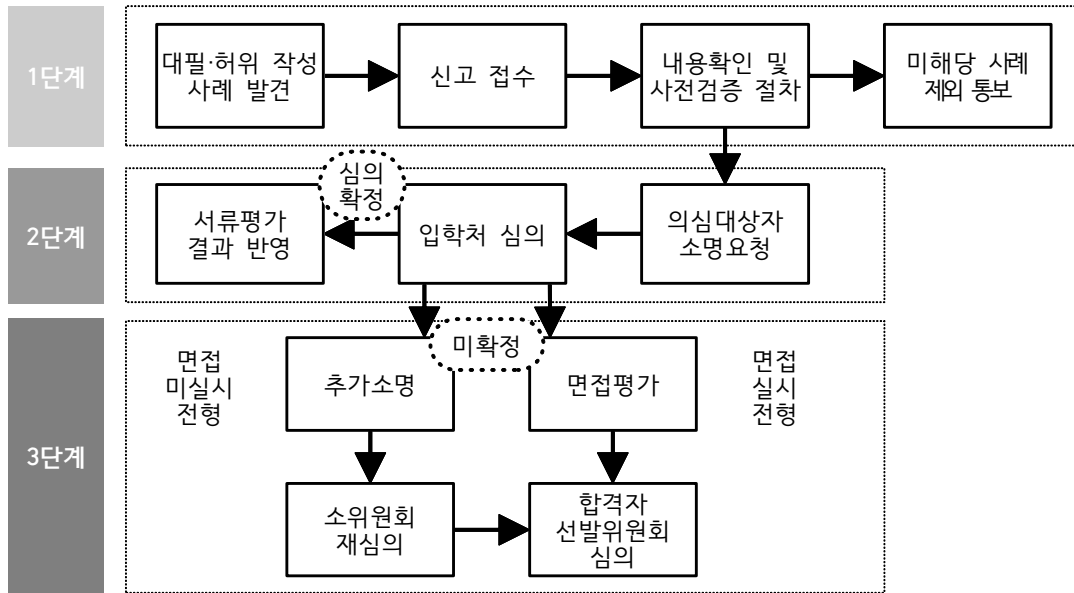 1단계
대필·허위 작성
사례 발견
신고 접수
내용확인 및
사전검증 절차
미해당 사례
제외 통보
2단계
심의
확정
서류평가
결과 반영
입학처 심의
의심대상자
소명요청
3단계
면접
미실시
전형
미확정
추가소명
면접평가
면접
실시
전형
소위원회
재심의
합격자
선발위원회
심의